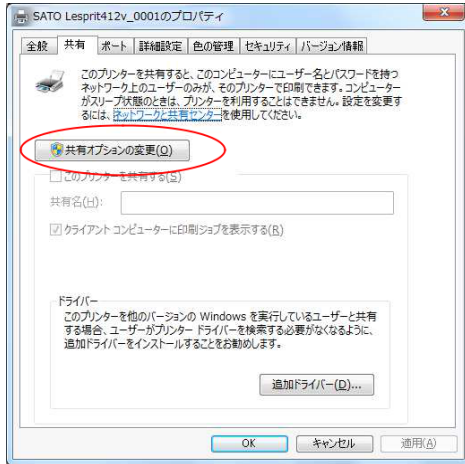 SATO Lesprit412v_0001のプロパティ
全般 共有 ポート 詳細設定 色の管理 セキュリティ バージョン情報
このプリンターを共有すると、このコンピューターにユーザー名とパスワードを持つ
ネットワーク上のユーザーのみが、そのプリンターで印刷できます。コンピューター
がスリープ状態のときは、プリンターを利用することはできません。設定を変更す
るには、ネットワークと共有センターを使用してください。
共有オプションの変更(O)
このプリンターを共有する(S)
共有名(H):
クライアント コンピューターに印刷ジョブを表示する(R)
ドライバー
このプリンターを他のバージョンの Windows を実行しているユーザーと共有
する場合、ユーザーがプリンター ドライバーを検索する必要がなくなるように、
追加ドライバーをインストールすることをお勧めします。
追加ドライバー(D)...
OK キャンセル 適用(A)